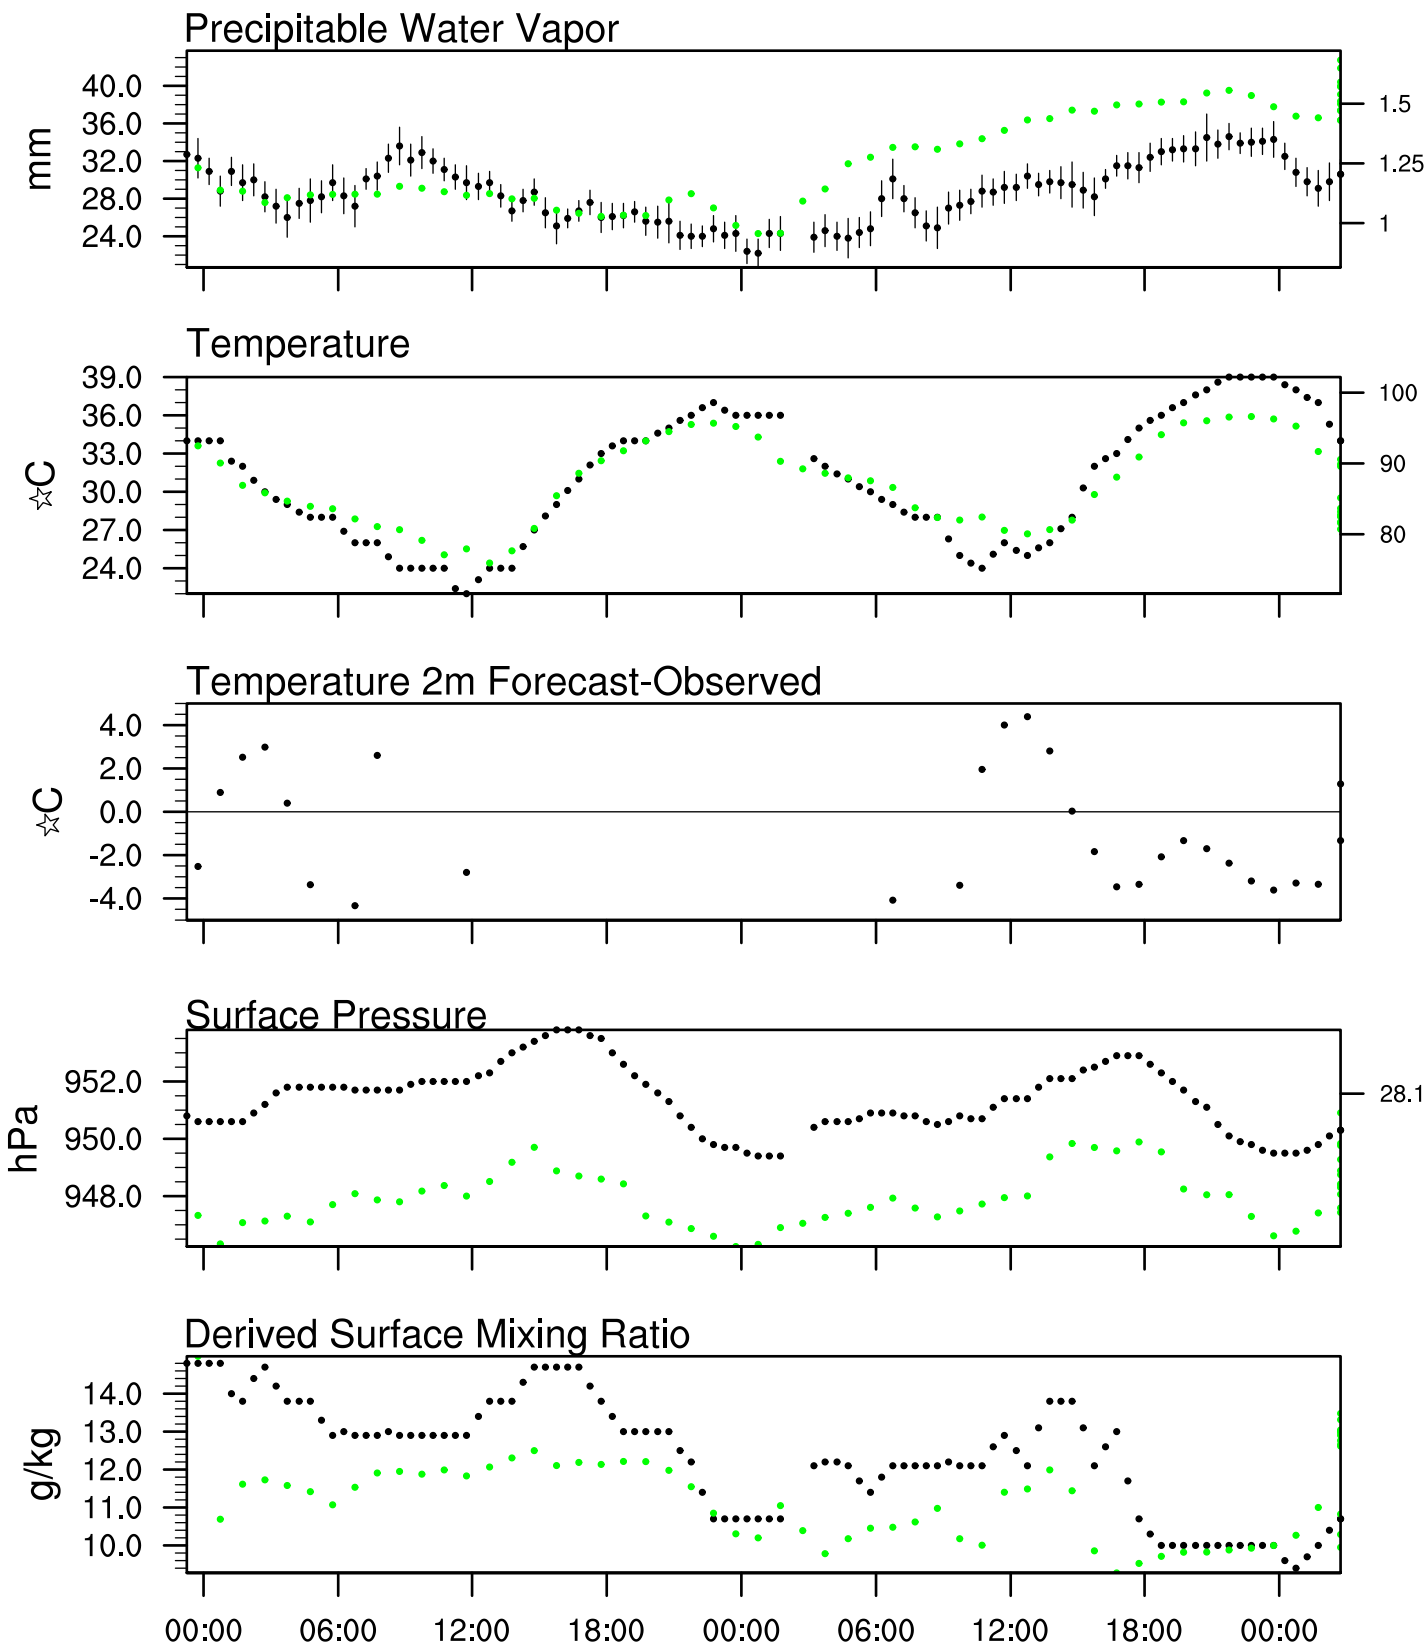 Precipitable Water Vapor
40.0
36.0
32.0
28.0
24.0
mm
1.5
1.25
1
Temperature
39.0
36.0
33.0
30.0
27.0
24.0
☆C
100
90
80
Temperature 2m Forecast-Observed
4.0
2.0
0.0
-2.0
-4.0
☆C
Surface Pressure
952.0
950.0
948.0
hPa
28.1
Derived Surface Mixing Ratio
14.0
13.0
12.0
11.0
10.0
g/kg
00:00 06:00 12:00 18:00 00:00 06:00 12:00 18:00 00:00